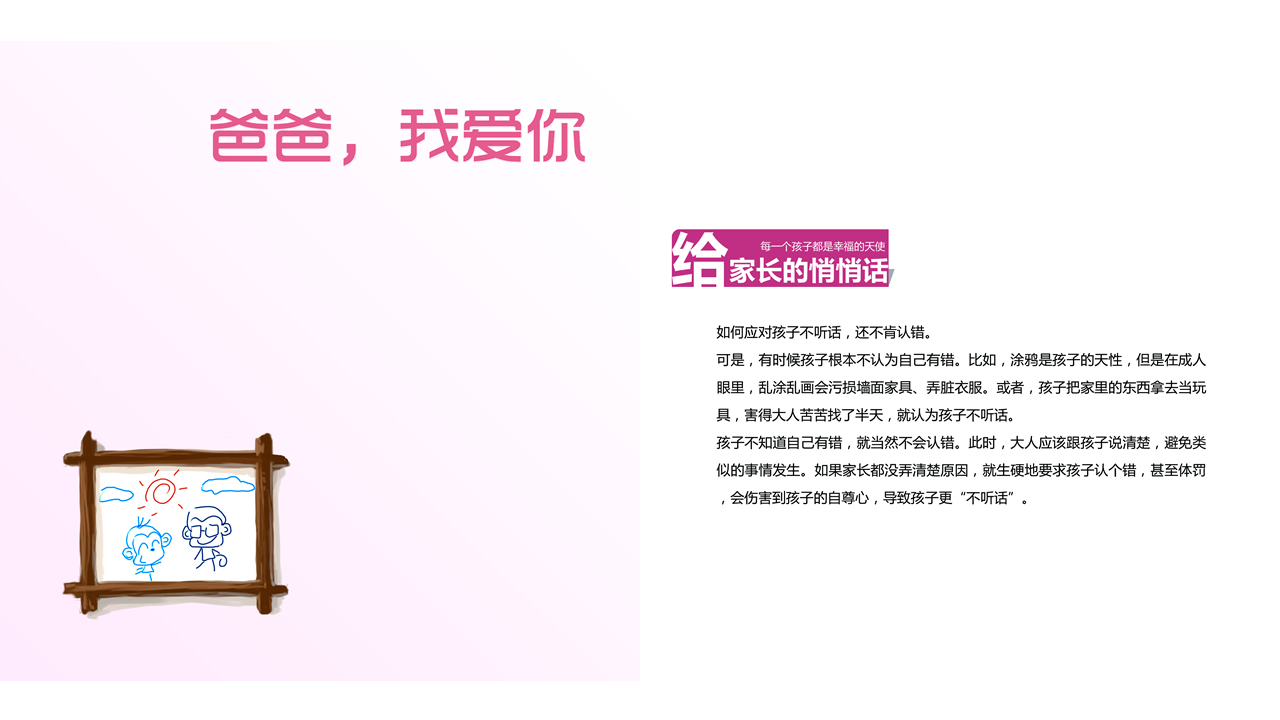 爸爸，我爱你
给
每一个孩子都是幸福的天使
家长的悄悄话
如何应对孩子不听话，还不肯认错。
可是，有时候孩子根本不认为自己有错。比如，涂鸦是孩子的天性，但是在成人
眼里，乱涂乱画会污损墙面家具、弄脏衣服。或者，孩子把家里的东西拿去当玩
具，害得大人苦苦找了半天，就认为孩子不听话。
孩子不知道自己有错，就当然不会认错。此时，大人应该跟孩子说清楚，避免类
似的事情发生。如果家长都没弄清楚原因，就生硬地要求孩子认个错，甚至体罚
，会伤害到孩子的自尊心，导致孩子更“不听话”。